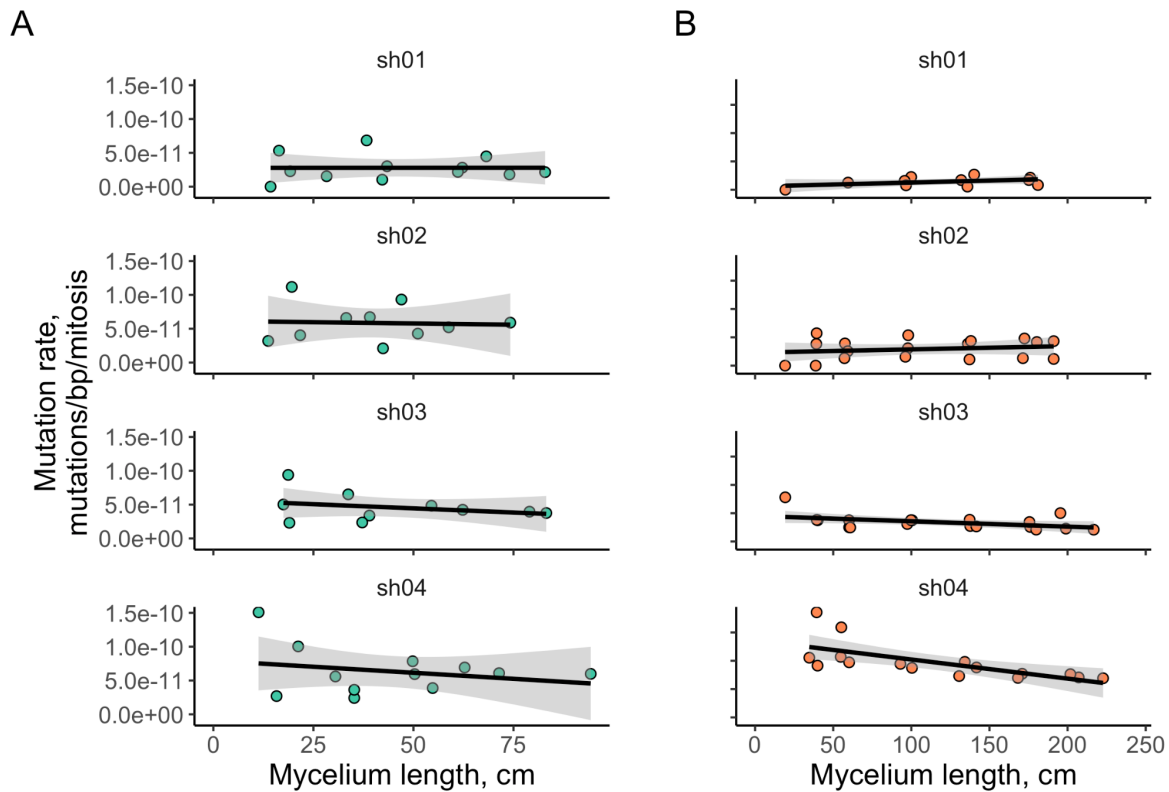 A
sh01
1.5e-10
1.0e-10
5.0e-11
0.0e+00
sh02
1.5e-10
1.0e-10
5.0e-11
0.0e+00
sh03
1.5e-10
1.0e-10
5.0e-11
0.0e+00
sh04
1.5e-10
1.0e-10
5.0e-11
0.0e+00
Mutation rate,
mutations/bp/mitosis
0 25 50 75
Mycelium length, cm
B
sh01
sh02
sh03
sh04
0 50 100 150 200 250
Mycelium length, cm